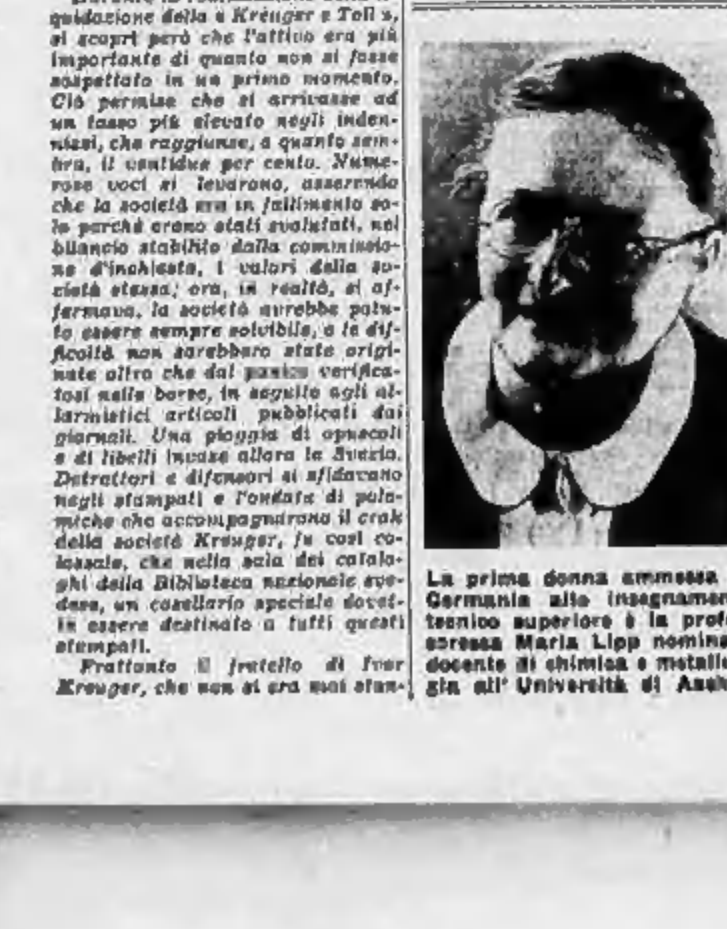 quidazione della « Kreuger e Toll »,
si scoprì però che l'attivo era più
importante di quanto non si fosse
sospettato in un primo momento.
Ciò permise che si arrivasse ad
un tasso più elevato negli inden-
nizzi, che raggiunse, a quanto sem-
bra, il ventidue per cento. Nume-
rose voci si levarono, asserendo
che la società era in fallimento so-
lo perchè erano stati svalutati, nel
bilancio stabilito dalla commissio-
ne d'inchiesta, i valori della so-
cietà stessa; ora, in realtà, si af-
fermava, la società avrebbe potu-
to essere sempre solvibile, e le dif-
ficoltà non sarebbero state origi-
nate altro che dal panico verifica-
tosi nelle borse, in seguito agli al-
larmistici articoli pubblicati dai
giornali. Una pioggia di opuscoli
e di libelli invase allora la Svezia.
Detrattori e difensori si sfidavano
negli stampati e l'ondata di pole-
miche che accompagnarono il crak
della società Kreuger, fu così co-
lossale, che nella sala dei catalo-
ghi della Biblioteca nazionale sve-
dese, un casellario speciale dovet-
te essere destinato a tutti questi
stampati.
Frattanto il fratello di Ivar
Kreuger, che non si era mai stan-
La prima donna ammessa
Germania allo insegnamen
tecnico superiore è la prof
soressa Maria Lipp nomina
docente di chimica e metallu
gia all' Università di Aach